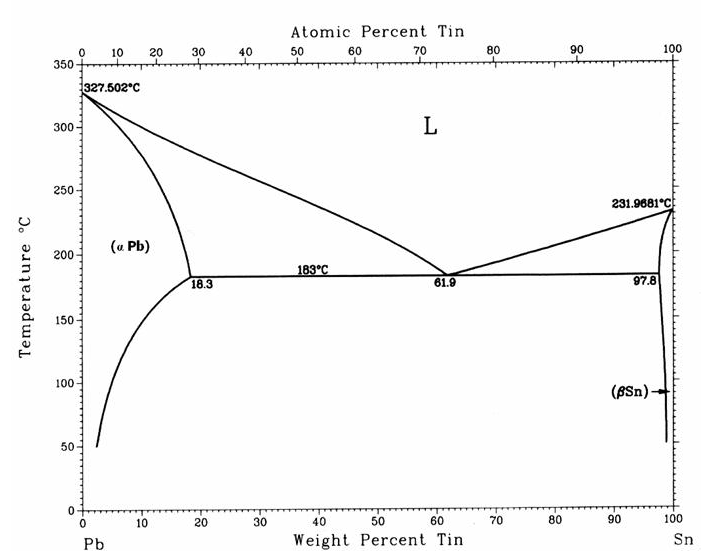 Atomic Percent Tin
0 10 20 30 40 50 60 70 80 90 100
350
327.502°C
L
300
250
231.9681°C
Temperature °C
(α Pb)
200
183°C
18.3
61.9
97.8
150
100
(βSn)
50
0
0 10 20 30 40 50 60 70 80 90 100
Pb
Weight Percent Tin
Sn